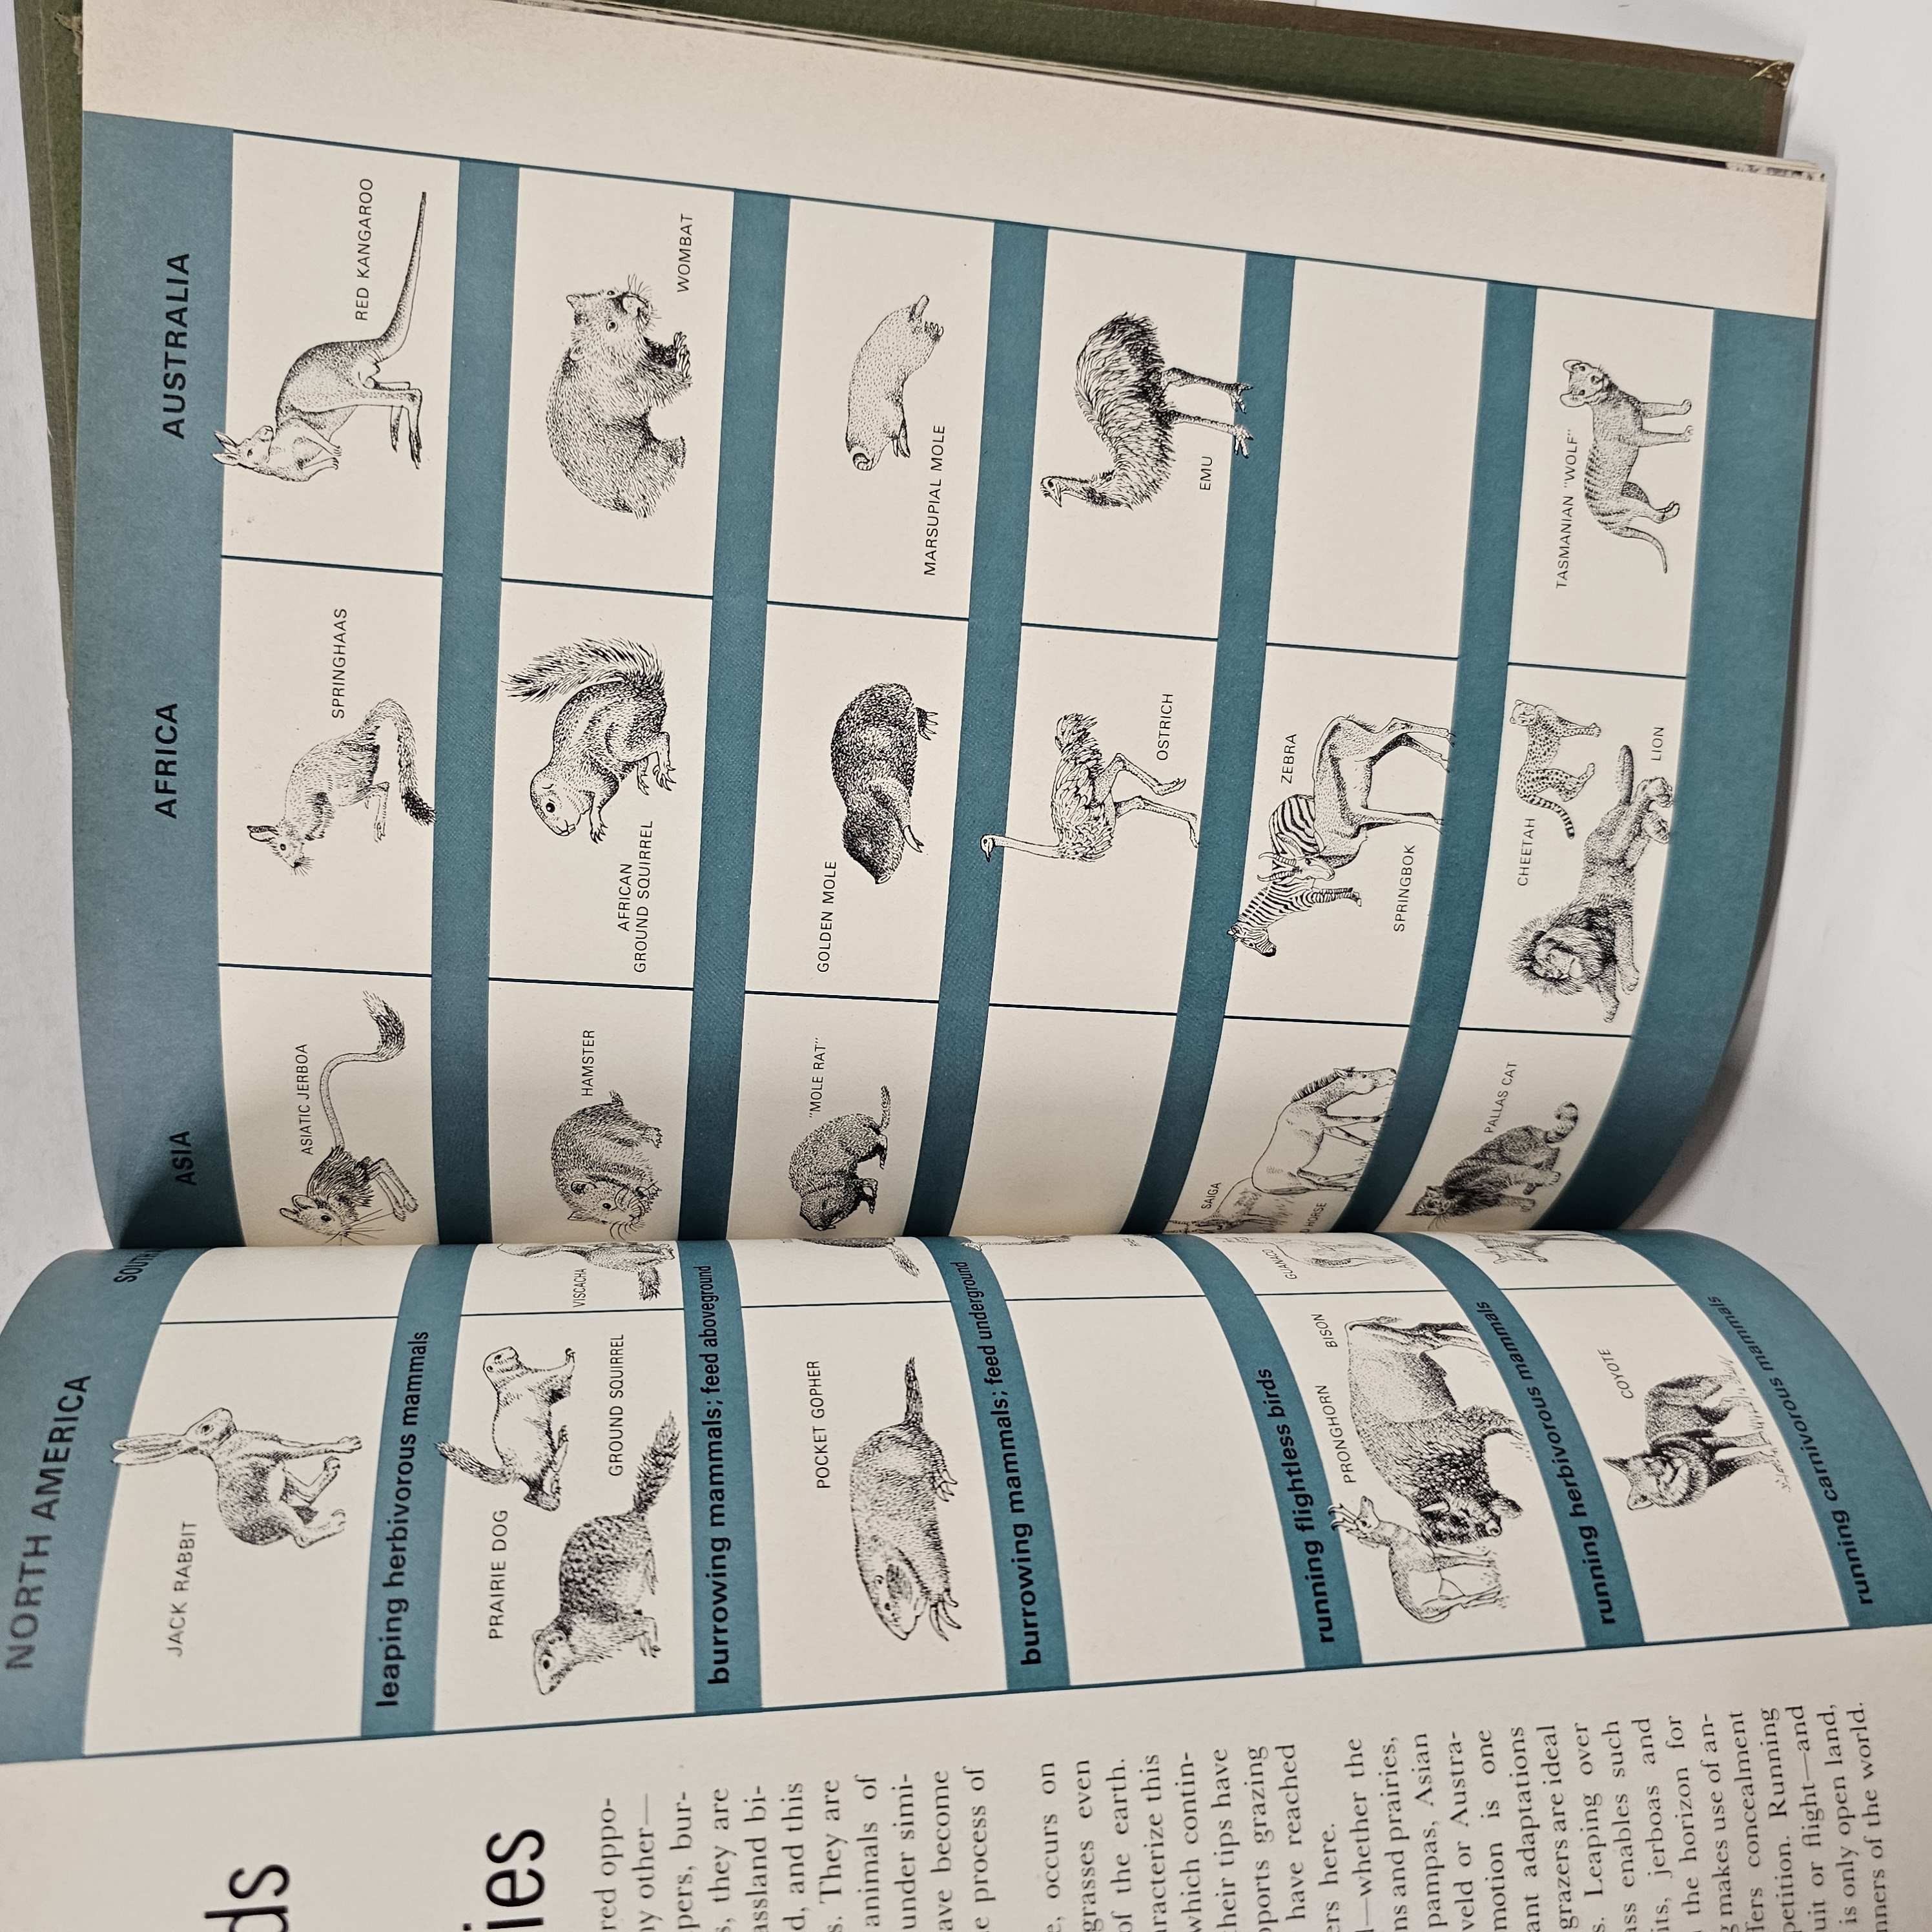 ds
ies
red oppo-
ny other—
pers, bur-
s, they are
assland bi-
d, and this
s. They are
animals of
under simi-
ave become
e process of
e, occurs on
grasses even
of the earth.
aracterize this
which contin-
their tips have
pports grazing
have reached
ers here.
d—whether the
ns and prairies,
pampas, Asian
veld or Austra-
motion is one
ant adaptations
grazers are ideal
s. Leaping over
ass enables such
its, jerboas and
the horizon for
g makes use of an-
ffers concealment
petition. Running
uit or flight—and
is only open land,
nners of the world.
NORTH AMERICA
SOUTH
ASIA
AFRICA
AUSTRALIA
JACK RABBIT
ASIATIC JERBOA
SPRINGHAAS
RED KANGAROO
leaping herbivorous mammals
PRAIRIE DOG
GROUND SQUIRREL
VISCACHA
HAMSTER
AFRICAN
GROUND SQUIRREL
WOMBAT
burrowing mammals; feed aboveground
POCKET GOPHER
"MOLE RAT"
GOLDEN MOLE
MARSUPIAL MOLE
burrowing mammals; feed underground
OSTRICH
EMU
running flightless birds
PRONGHORN
BISON
GUANACO
SAIGA
HORSE
ZEBRA
SPRINGBOK
running herbivorous mammals
COYOTE
PALLAS CAT
CHEETAH
LION
TASMANIAN "WOLF"
running carnivorous mammals